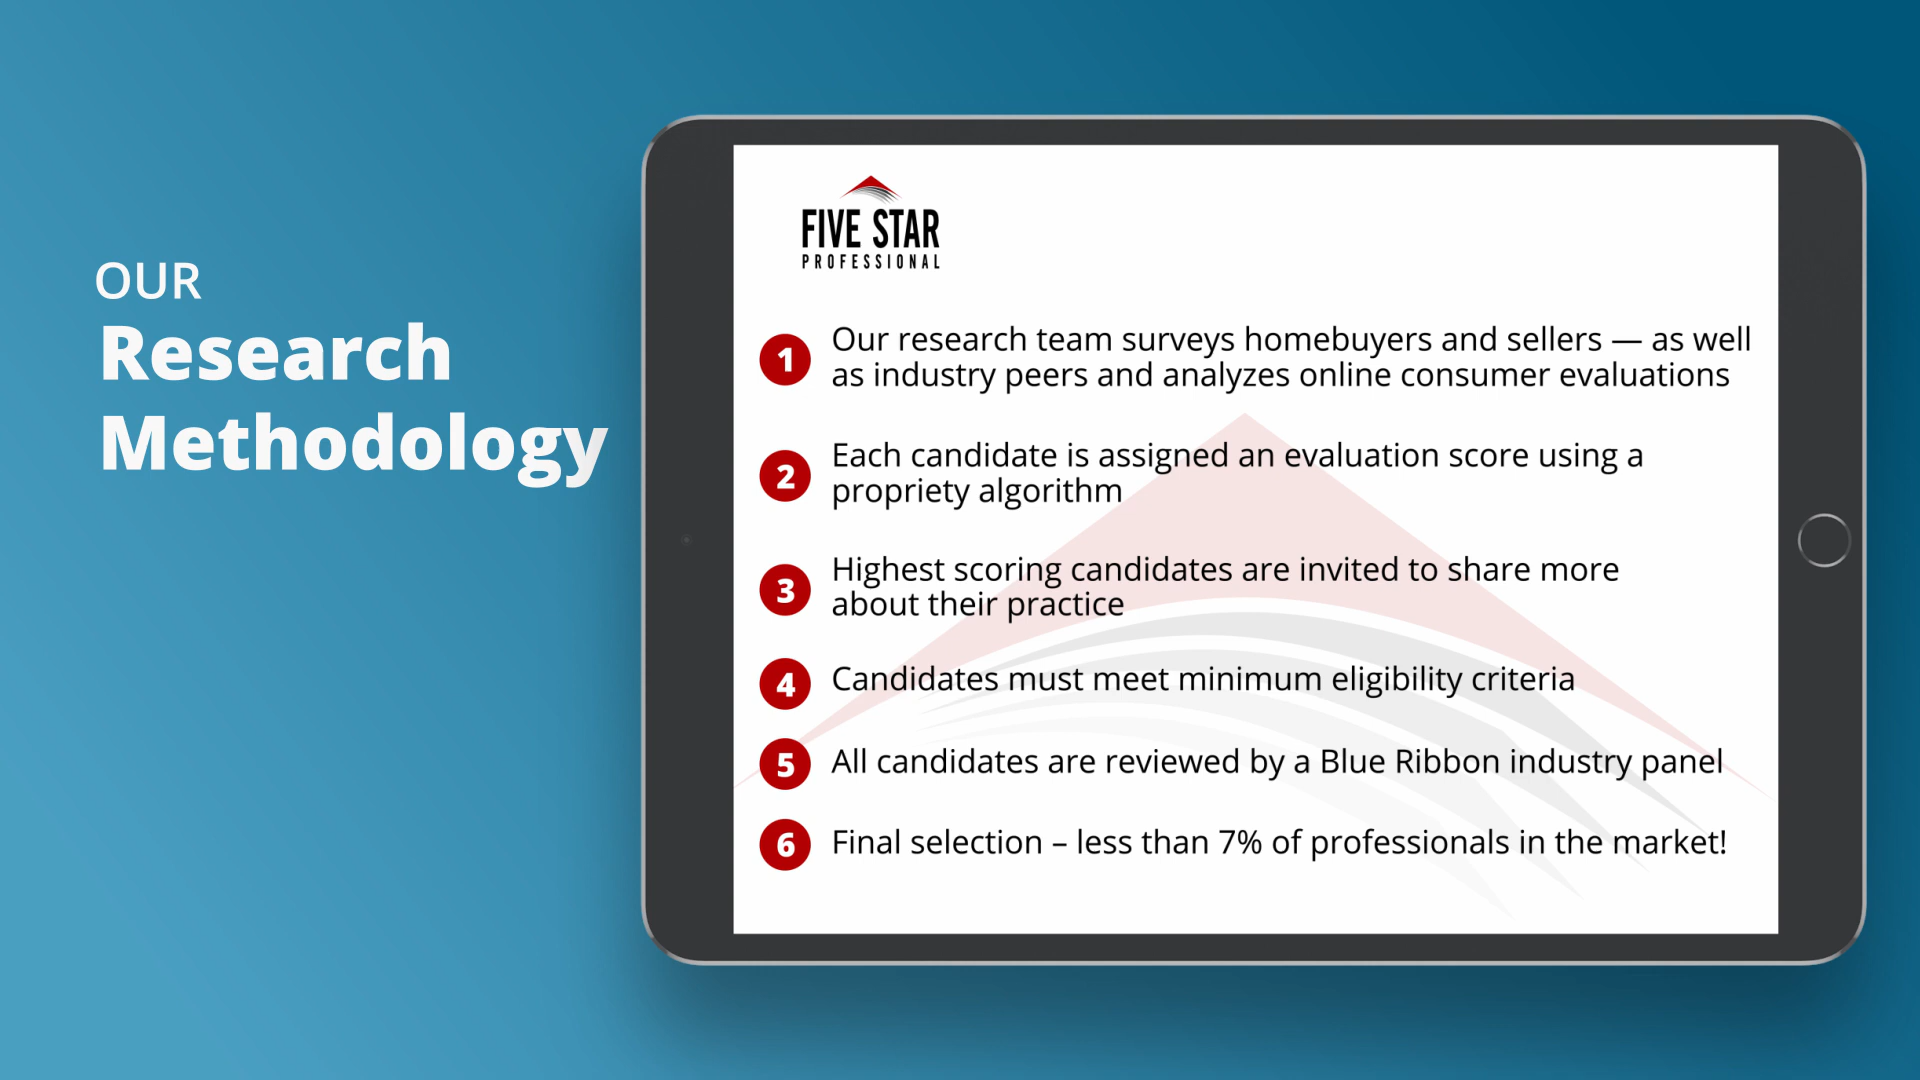 OUR
Research
Methodology
FIVE STAR
PROFESSIONAL
1 Our research team surveys homebuyers and sellers — as well
as industry peers and analyzes online consumer evaluations
2 Each candidate is assigned an evaluation score using a
propriety algorithm
3 Highest scoring candidates are invited to share more
about their practice
4 Candidates must meet minimum eligibility criteria
5 All candidates are reviewed by a Blue Ribbon industry panel
6 Final selection – less than 7% of professionals in the market!